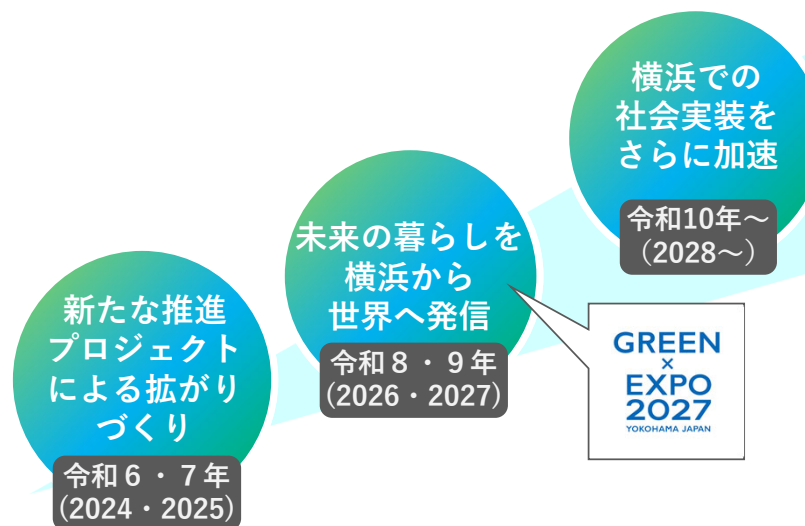 新たな推進
プロジェクト
による拡がり
づくり
令和６・７年
(2024・2025)
未来の暮らしを
横浜から
世界へ発信
令和８・９年
(2026・2027)
GREEN
×
EXPO
2027
YOKOHAMA JAPAN
横浜での
社会実装を
さらに加速
令和10年～
（2028～）